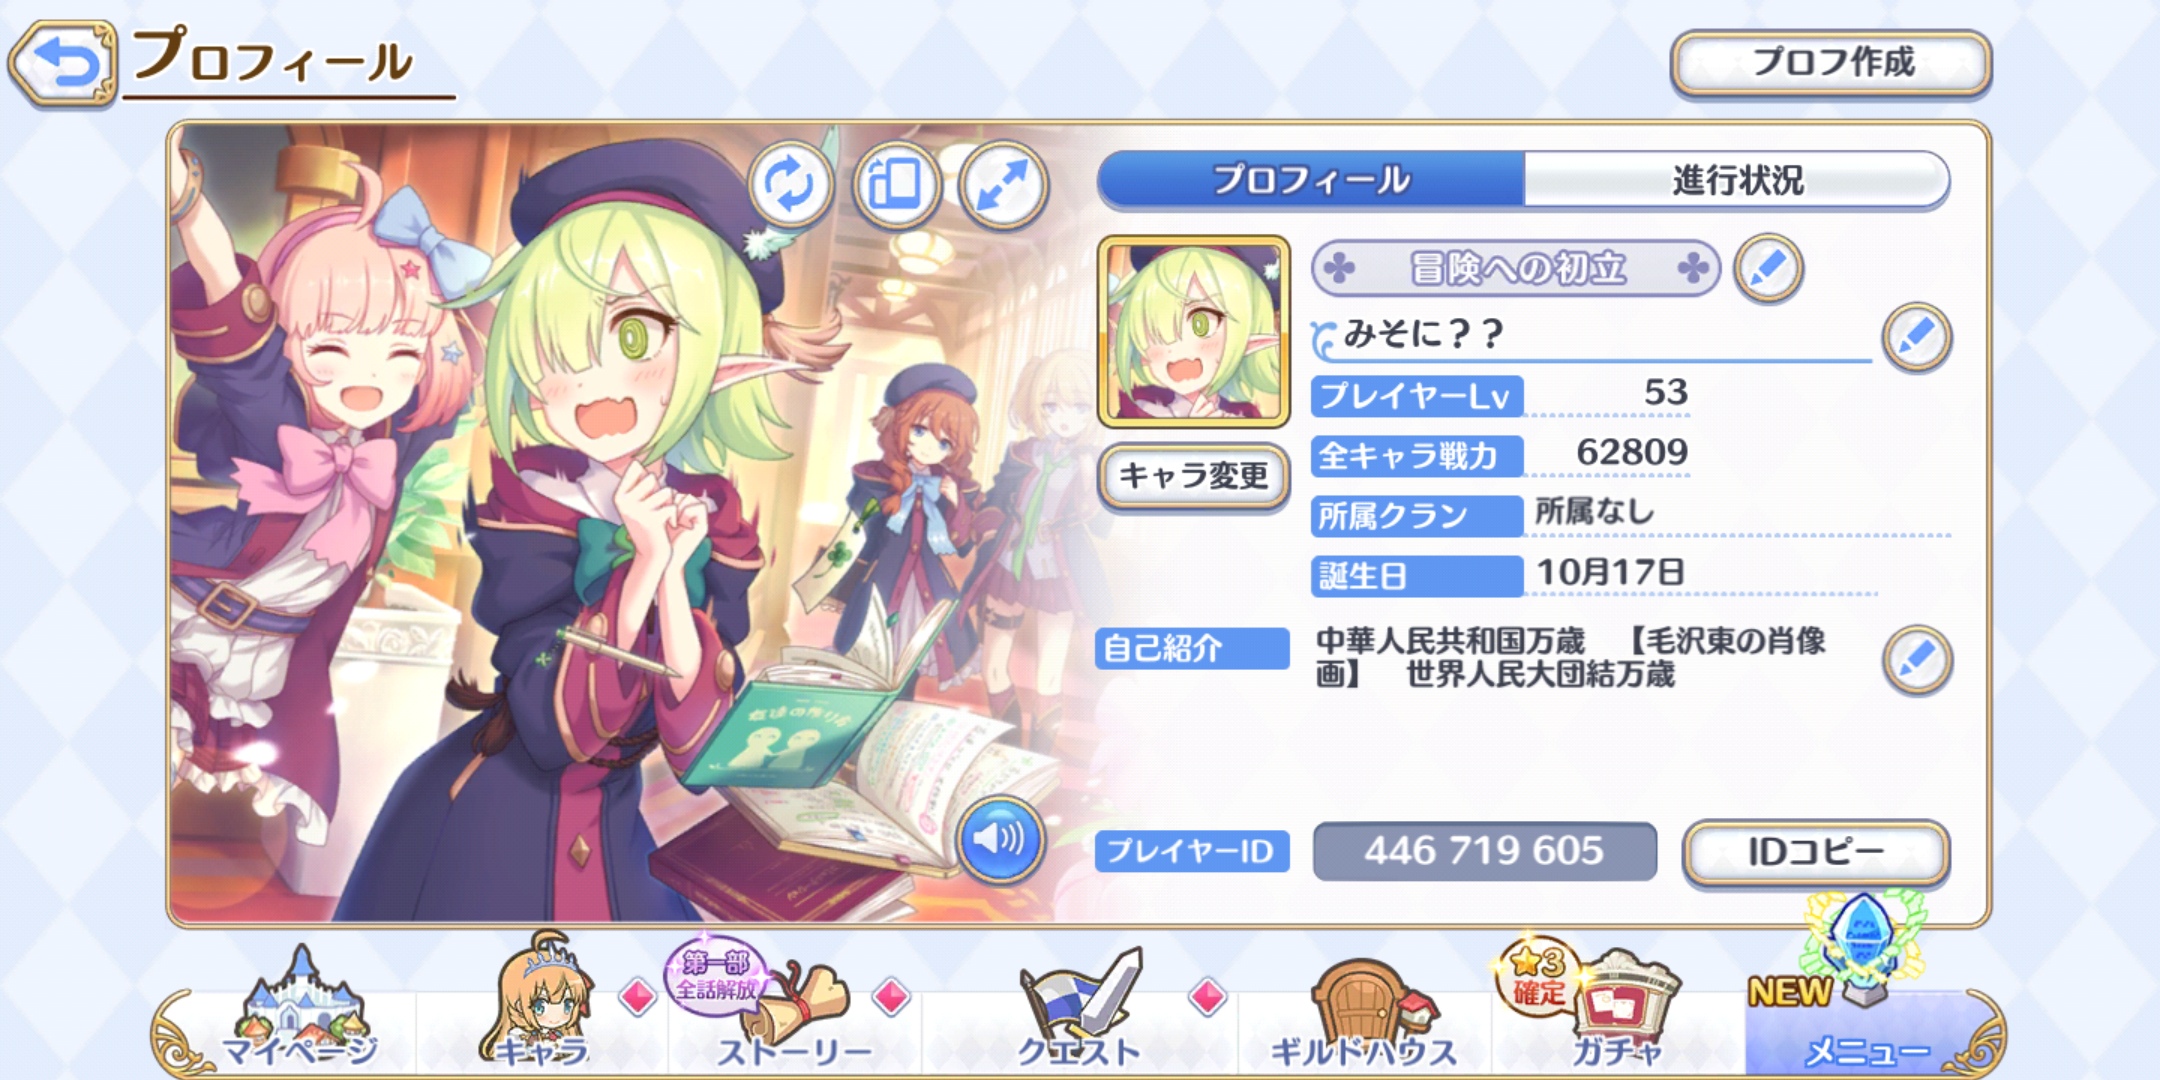 プロフィール
プロフ作成
プロフィール
進行状況
冒険への初立
みそに？？
プレイヤーLv
53
全キャラ戦力
62809
キャラ変更
所属クラン
所属なし
誕生日
10月17日
自己紹介
中華人民共和国万歳　【毛沢東の肖像
画】　世界人民大団結万歳
プレイヤーID
446 719 605
IDコピー
マイページ
キャラ
第一部
全話解放
ストーリー
クエスト
ギルドハウス
★3
確定
ガチャ
NEW
メニュー